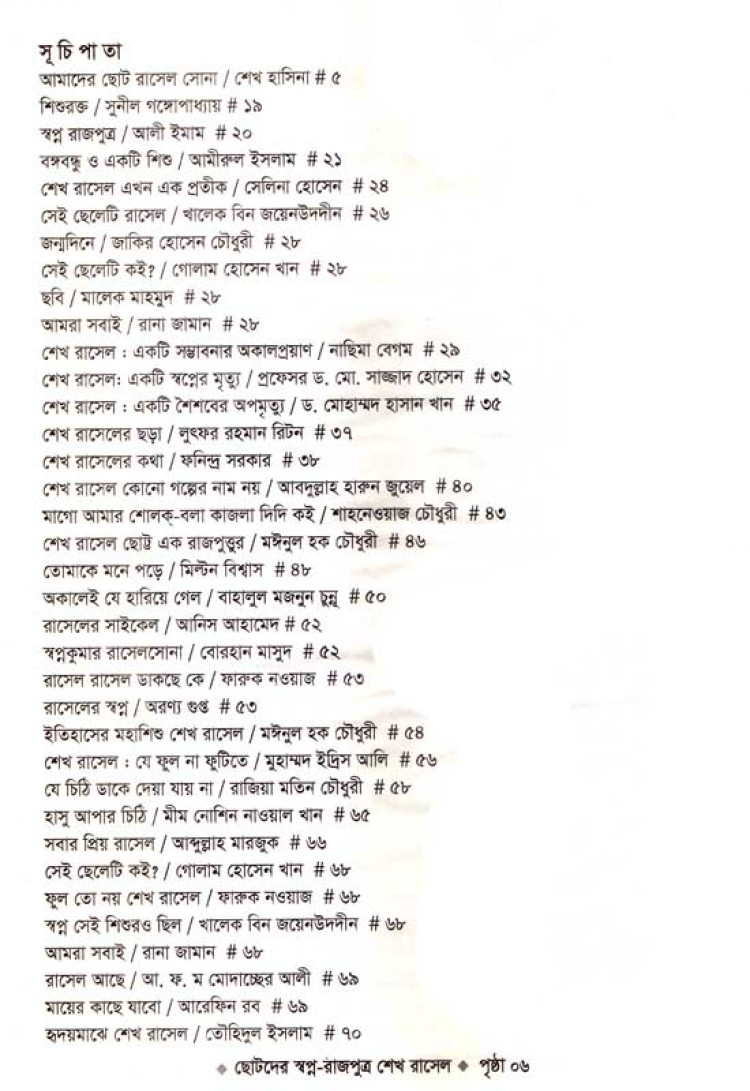 সূ চি পা তা
আমাদের ছোট রাসেল সোনা / শেখ হাসিনা # ৫
শিশুরক্ত / সুনীল গঙ্গোপাধ্যায় # ১৯
স্বপ্ন রাজপুত্র / আলী ইমাম # ২০
বঙ্গবন্ধু ও একটি শিশু / আমীরুল ইসলাম # ২১
শেখ রাসেল এখন এক প্রতীক / সেলিনা হোসেন # ২৪
সেই ছেলেটি রাসেল / খালেক বিন জয়েনউদদীন # ২৬
জন্মদিনে / জাকির হোসেন চৌধুরী # ২৮
সেই ছেলেটি কই? / গোলাম হোসেন খান # ২৮
ছবি / মালেক মাহমুদ # ২৮
আমরা সবাই / রানা জামান # ২৮
শেখ রাসেল : একটি সম্ভাবনার অকালপ্রয়াণ / নাছিমা বেগম # ২৯
শেখ রাসেল: একটি স্বপ্নের মৃত্যু / প্রফেসর ড. মো. সাজ্জাদ হোসেন # ৩২
শেখ রাসেল : একটি শৈশবের অপমৃত্যু / ড. মোহাম্মদ হাসান খান # ৩৫
শেখ রাসেলের ছড়া / লুৎফর রহমান রিটন # ৩৭
শেখ রাসেলের কথা / ফনিন্দ্র সরকার # ৩৮
শেখ রাসেল কোনো গল্পের নাম নয় / আবদুল্লাহ হারুন জুয়েল # ৪০
মাগো আমার শোলক্-বলা কাজলা দিদি কই / শাহনেওয়াজ চৌধুরী # ৪৩
শেখ রাসেল ছোট্ট এক রাজপুত্তুর / মঈনুল হক চৌধুরী # ৪৬
তোমাকে মনে পড়ে / মিল্টন বিশ্বাস # ৪৮
অকালেই যে হারিয়ে গেল / বাহালুল মজনুন চুন্নু # ৫০
রাসেলের সাইকেল / আনিস আহামেদ # ৫২
স্বপ্নকুমার রাসেলসোনা / বোরহান মাসুদ # ৫২
রাসেল রাসেল ডাকছে কে / ফারুক নওয়াজ # ৫৩
রাসেলের স্বপ্ন / অরণ্য গুপ্ত # ৫৩
ইতিহাসের মহাশিশু শেখ রাসেল / মঈনুল হক চৌধুরী # ৫৪
শেখ রাসেল : যে ফুল না ফুটিতে / মুহাম্মদ ইদ্রিস আলি # ৫৬
যে চিঠি ডাকে দেয়া যায় না / রাজিয়া মতিন চৌধুরী # ৫৮
হাসু আপার চিঠি / মীম নোশিন নাওয়াল খান # ৬৫
সবার প্রিয় রাসেল / আব্দুল্লাহ মারজুক # ৬৬
সেই ছেলেটি কই? / গোলাম হোসেন খান # ৬৮
ফুল তো নয় শেখ রাসেল / ফারুক নওয়াজ # ৬৮
স্বপ্ন সেই শিশুরও ছিল / খালেক বিন জয়েনউদদীন # ৬৮
আমরা সবাই / রানা জামান # ৬৮
রাসেল আছে / আ. ফ. ম মোদাচ্ছের আলী # ৬৯
মায়ের কাছে যাবো / আরেফিন রব # ৬৯
হৃদয়মাঝে শেখ রাসেল / তৌহিদুল ইসলাম # ৭০
◆ ছোটদের স্বপ্ন-রাজপুত্র শেখ রাসেল ◆ পৃষ্ঠা ০৬